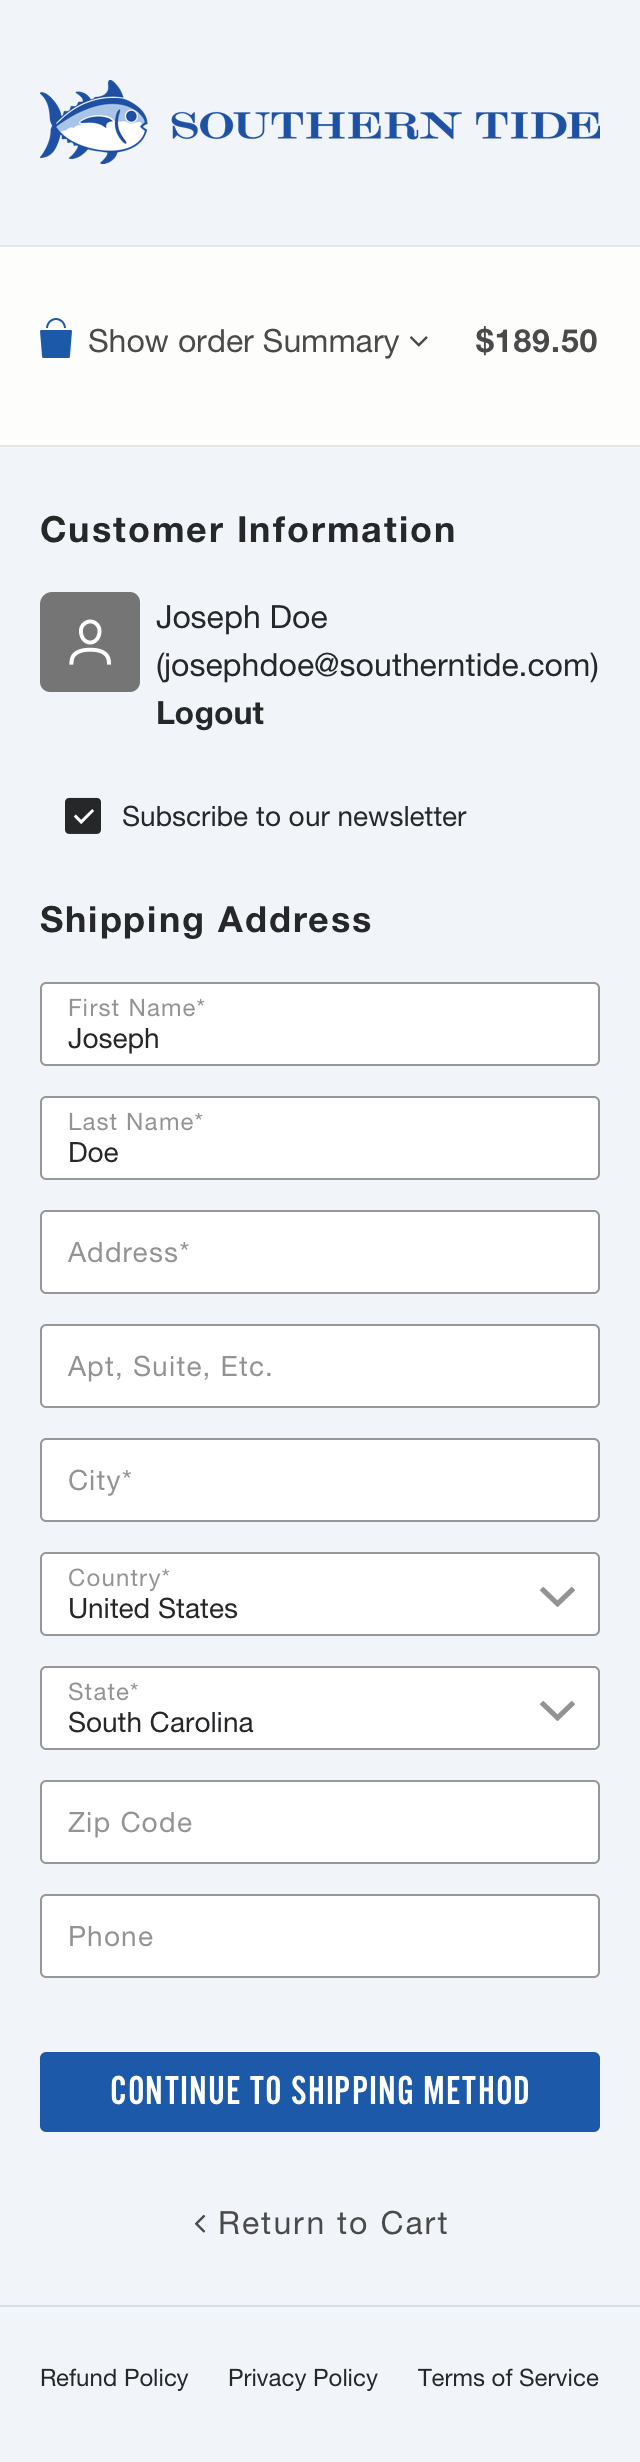 SOUTHERN TIDE
Show order Summary $189.50
Customer Information
Joseph Doe
(josephdoe@southerntide.com)
Logout
Subscribe to our newsletter
Shipping Address
First Name*
Joseph
Last Name*
Doe
Address*
Apt, Suite, Etc.
City*
Country*
United States
State*
South Carolina
Zip Code
Phone
CONTINUE TO SHIPPING METHOD
< Return to Cart
Refund Policy Privacy Policy Terms of Service